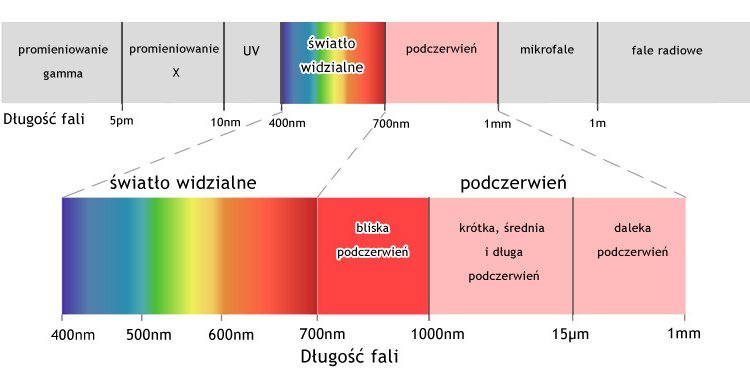 promieniowanie
gamma
promieniowanie
X
UV
światło
widzialne
podczerwień
mikrofale
fale radiowe
Długość fali
5pm
10nm
400nm
700nm
1mm
1m
światło widzialne
podczerwień
bliska
podczerwień
krótka, średnia
i długa
podczerwień
daleka
podczerwień
400nm
500nm
600nm
700nm
1000nm
15µm
1mm
Długość fali